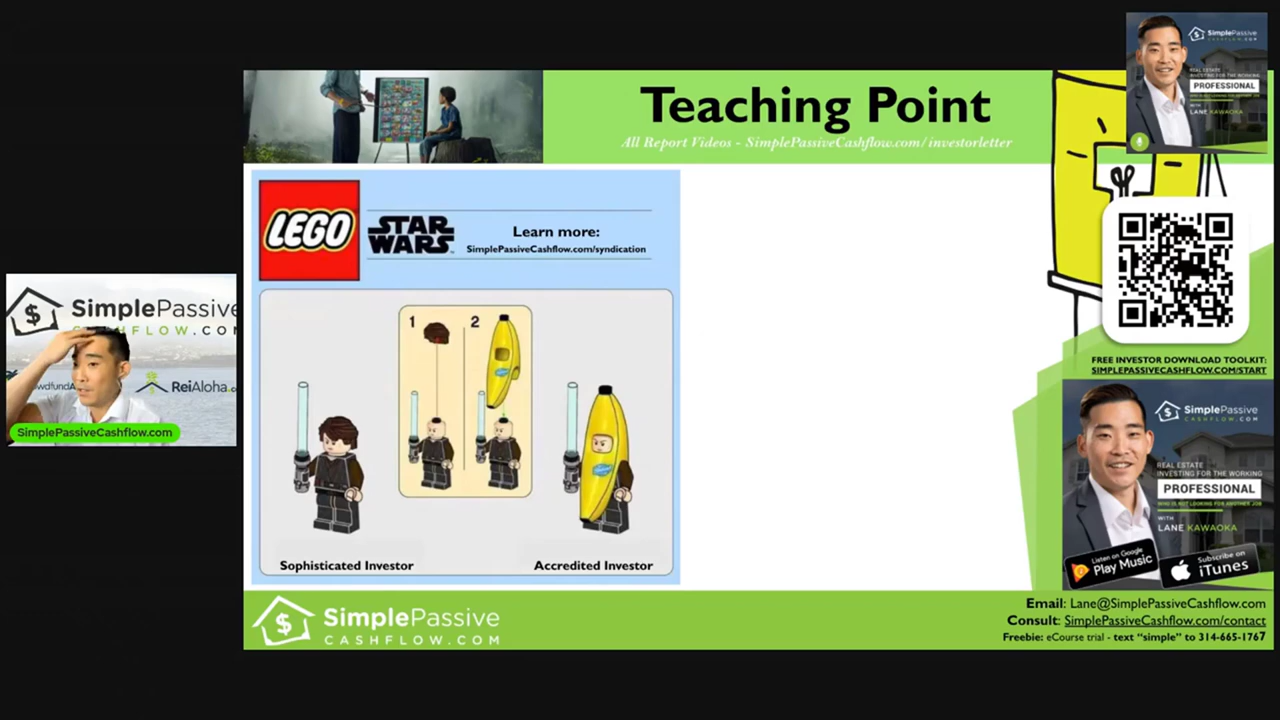 Teaching Point
All Report Videos - SimplePassiveCashflow.com/investorletter
LEGO
STAR
WARS
Learn more:
SimplePassiveCashflow.com/syndication
1
2
Sophisticated Investor
Accredited Investor
SimplePassive
CASHFLOW.COM
SimplePassive
CASHFLOW.COM
ReiAloha
SimplePassiveCashflow.com
SimplePassive
CASHFLOW.COM
REAL ESTATE
INVESTING FOR THE WORKING
PROFESSIONAL
WITH
LANE KAWAOKA
FREE INVESTOR DOWNLOAD TOOLKIT:
SIMPLEPASSIVECASHFLOW.COM/START
SimplePassive
CASHFLOW.COM
REAL ESTATE
INVESTING FOR THE WORKING
PROFESSIONAL
WHO IS NOT LOOKING FOR ANOTHER JOB
WITH
LANE KAWAOKA
Listen on Google
Play Music
Subscribe on
iTunes
Email: Lane@SimplePassiveCashflow.com
Consult: SimplePassiveCashflow.com/contact
Freebie: eCourse trial - text “simple” to 314-665-1767